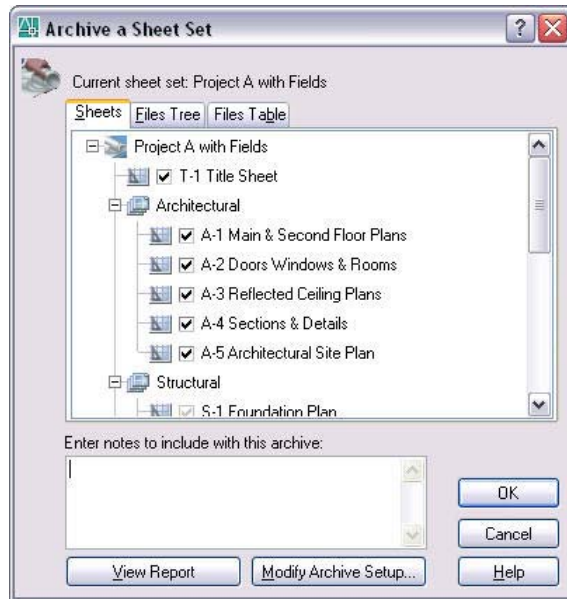 Archive a Sheet Set
Current sheet set: Project A with Fields
Sheets Files Tree Files Table
Project A with Fields
T-1 Title Sheet
Architectural
A-1 Main & Second Floor Plans
A-2 Doors Windows & Rooms
A-3 Reflected Ceiling Plans
A-4 Sections & Details
A-5 Architectural Site Plan
Structural
S-1 Foundation Plan
Enter notes to include with this archive:
OK
Cancel
View Report Modify Archive Setup... Help